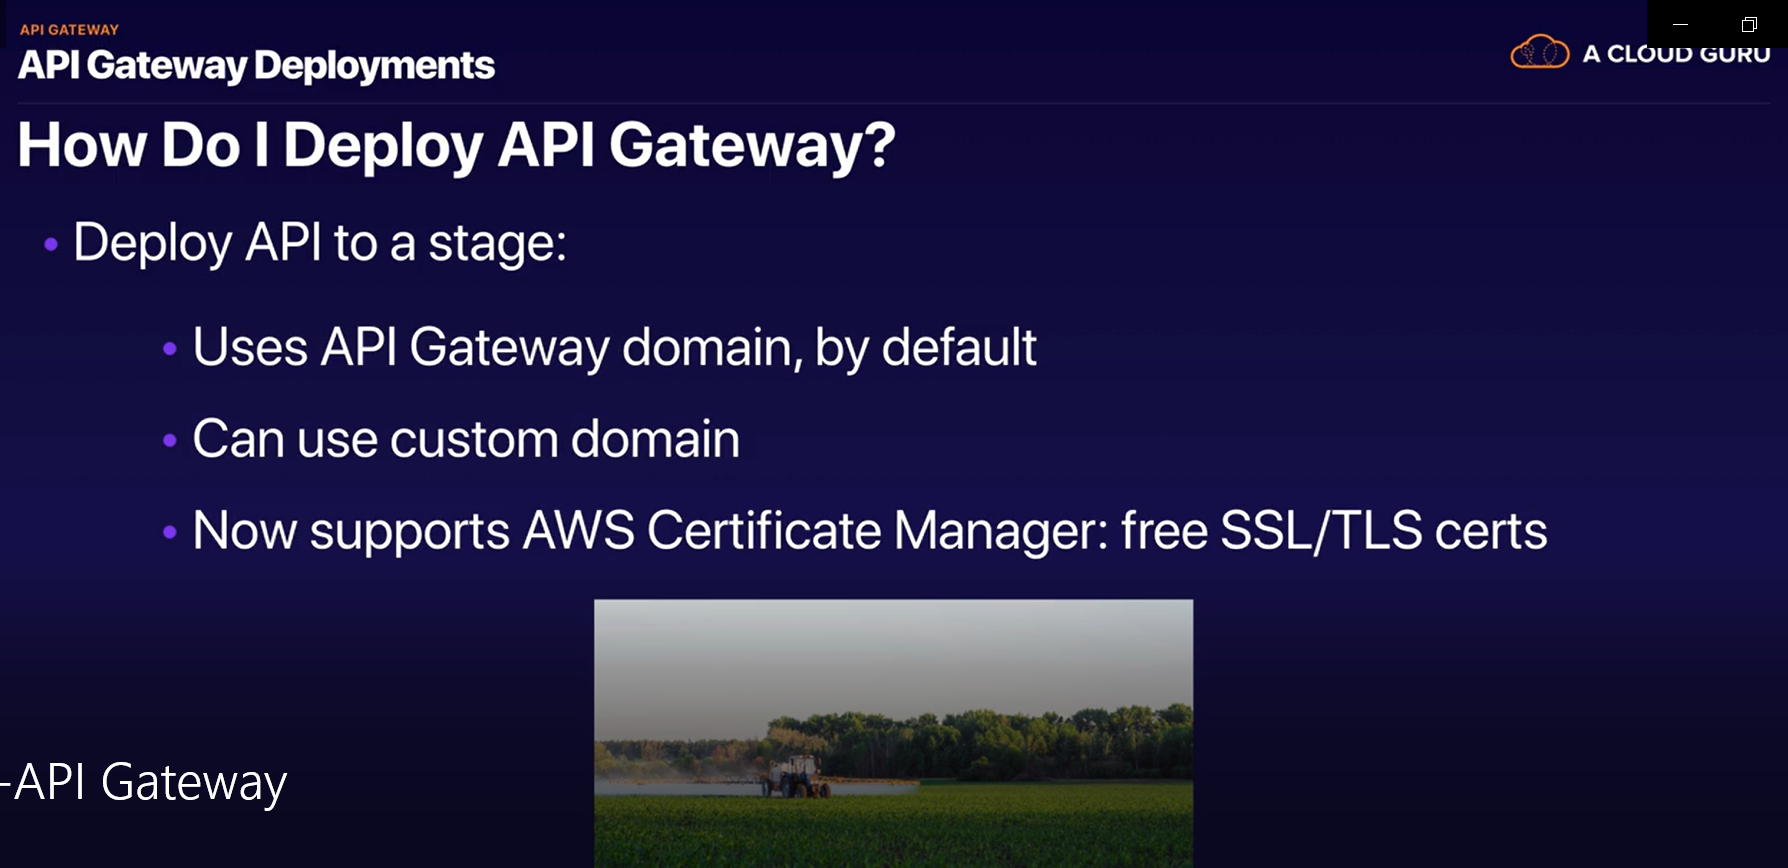 API GATEWAY
API Gateway Deployments
A CLOUD GURU
How Do I Deploy API Gateway?
• Deploy API to a stage:
• Uses API Gateway domain, by default
• Can use custom domain
• Now supports AWS Certificate Manager: free SSL/TLS certs
-API Gateway